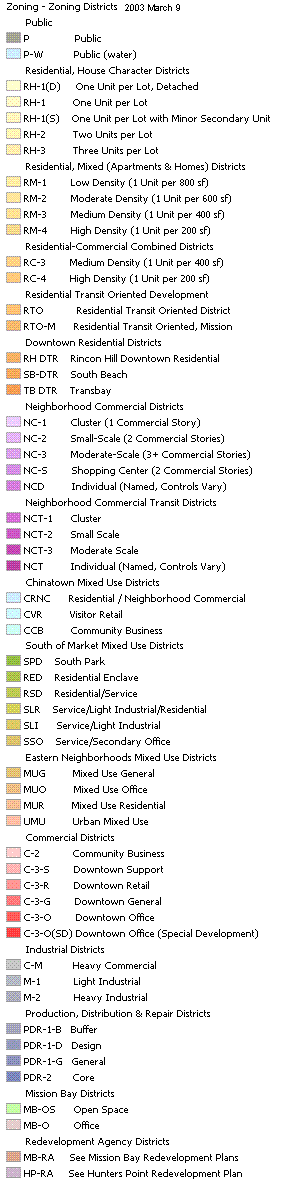 Zoning - Zoning Districts 2003 March 9
Public
P Public
P-W Public (water)
Residential, House Character Districts
RH-1(D) One Unit per Lot, Detached
RH-1 One Unit per Lot
RH-1(S) One Unit per Lot with Minor Secondary Unit
RH-2 Two Units per Lot
RH-3 Three Units per Lot
Residential, Mixed (Apartments & Homes) Districts
RM-1 Low Density (1 Unit per 800 sf)
RM-2 Moderate Density (1 Unit per 600 sf)
RM-3 Medium Density (1 Unit per 400 sf)
RM-4 High Density (1 Unit per 200 sf)
Residential-Commercial Combined Districts
RC-3 Medium Density (1 Unit per 400 sf)
RC-4 High Density (1 Unit per 200 sf)
Residential Transit Oriented Development
RTO Residential Transit Oriented District
RTO-M Residential Transit Oriented, Mission
Downtown Residential Districts
RH DTR Rincon Hill Downtown Residential
SB-DTR South Beach
TB DTR Transbay
Neighborhood Commercial Districts
NC-1 Cluster (1 Commercial Story)
NC-2 Small-Scale (2 Commercial Stories)
NC-3 Moderate-Scale (3+ Commercial Stories)
NC-S Shopping Center (2 Commercial Stories)
NCD Individual (Named, Controls Vary)
Neighborhood Commercial Transit Districts
NCT-1 Cluster
NCT-2 Small Scale
NCT-3 Moderate Scale
NCT Individual (Named, Controls Vary)
Chinatown Mixed Use Districts
CRNC Residential / Neighborhood Commercial
CVR Visitor Retail
CCB Community Business
South of Market Mixed Use Districts
SPD South Park
RED Residential Enclave
RSD Residential/Service
SLR Service/Light Industrial/Residential
SLI Service/Light Industrial
SSO Service/Secondary Office
Eastern Neighborhoods Mixed Use Districts
MUG Mixed Use General
MUO Mixed Use Office
MUR Mixed Use Residential
UMU Urban Mixed Use
Commercial Districts
C-2 Community Business
C-3-S Downtown Support
C-3-R Downtown Retail
C-3-G Downtown General
C-3-O Downtown Office
C-3-O(SD) Downtown Office (Special Development)
Industrial Districts
C-M Heavy Commercial
M-1 Light Industrial
M-2 Heavy Industrial
Production, Distribution & Repair Districts
PDR-1-B Buffer
PDR-1-D Design
PDR-1-G General
PDR-2 Core
Mission Bay Districts
MB-OS Open Space
MB-O Office
Redevelopment Agency Districts
MB-RA See Mission Bay Redevelopment Plans
HP-RA See Hunters Point Redevelopment Plan